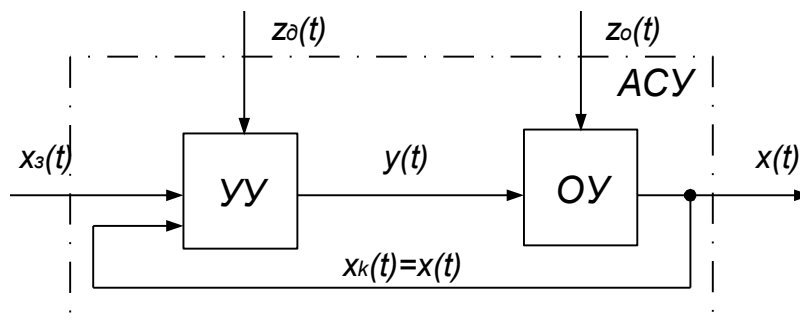 zд(t)
zо(t)
АСУ
xз(t)
y(t)
x(t)
УУ
ОУ
xk(t)=x(t)